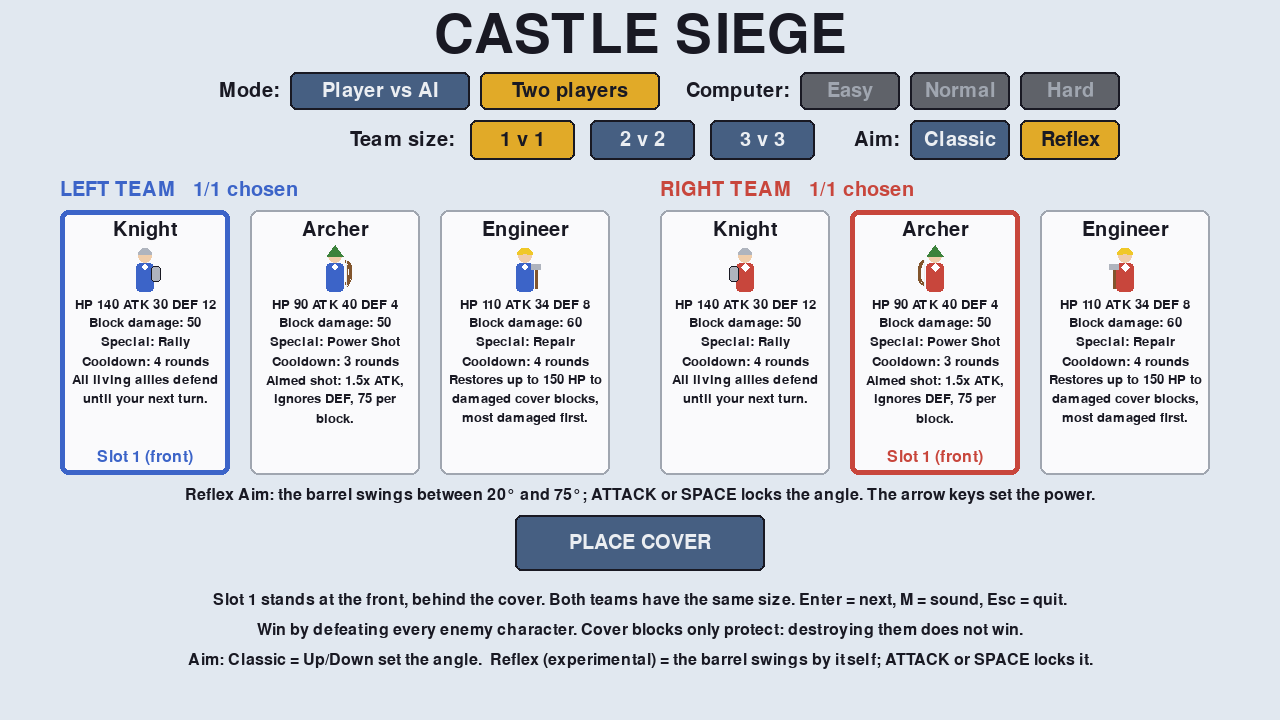 CASTLE SIEGE
Mode: Player vs AI Two players Computer: Easy Normal Hard
Team size: 1 v 1 2 v 2 3 v 3 Aim: Classic Reflex
LEFT TEAM 1/1 chosen
Knight
HP 140 ATK 30 DEF 12
Block damage: 50
Special: Rally
Cooldown: 4 rounds
All living allies defend
until your next turn.
Slot 1 (front)
Archer
HP 90 ATK 40 DEF 4
Block damage: 50
Special: Power Shot
Cooldown: 3 rounds
Aimed shot: 1.5x ATK,
ignores DEF, 75 per
block.
Engineer
HP 110 ATK 34 DEF 8
Block damage: 60
Special: Repair
Cooldown: 4 rounds
Restores up to 150 HP to
damaged cover blocks,
most damaged first.
RIGHT TEAM 1/1 chosen
Knight
HP 140 ATK 30 DEF 12
Block damage: 50
Special: Rally
Cooldown: 4 rounds
All living allies defend
until your next turn.
Archer
HP 90 ATK 40 DEF 4
Block damage: 50
Special: Power Shot
Cooldown: 3 rounds
Aimed shot: 1.5x ATK,
ignores DEF, 75 per
block.
Slot 1 (front)
Engineer
HP 110 ATK 34 DEF 8
Block damage: 60
Special: Repair
Cooldown: 4 rounds
Restores up to 150 HP to
damaged cover blocks,
most damaged first.
Reflex Aim: the barrel swings between 20° and 75°; ATTACK or SPACE locks the angle. The arrow keys set the power.
PLACE COVER
Slot 1 stands at the front, behind the cover. Both teams have the same size. Enter = next, M = sound, Esc = quit.
Win by defeating every enemy character. Cover blocks only protect: destroying them does not win.
Aim: Classic = Up/Down set the angle. Reflex (experimental) = the barrel swings by itself; ATTACK or SPACE locks it.